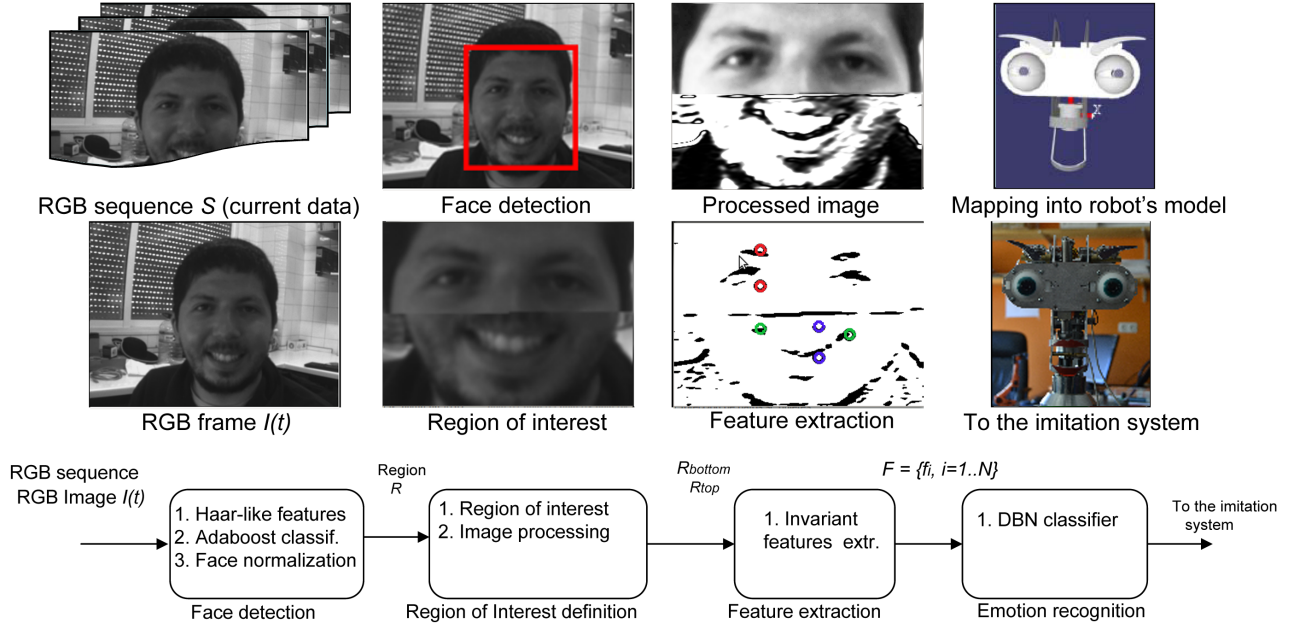 RGB sequence S (current data)
Face detection
Processed image
Mapping into robot's model
X
RGB frame I(t)
Region of interest
Feature extraction
To the imitation system
RGB sequence
RGB Image I(t)
1. Haar-like features
2. Adaboost classif.
3. Face normalization
Face detection
Region
R
1. Region of interest
2. Image processing
Region of Interest definition
Rbottom
Rtop
1. Invariant
features extr.
Feature extraction
F = {fi, i=1..N}
1. DBN classifier
Emotion recognition
To the imitation
system